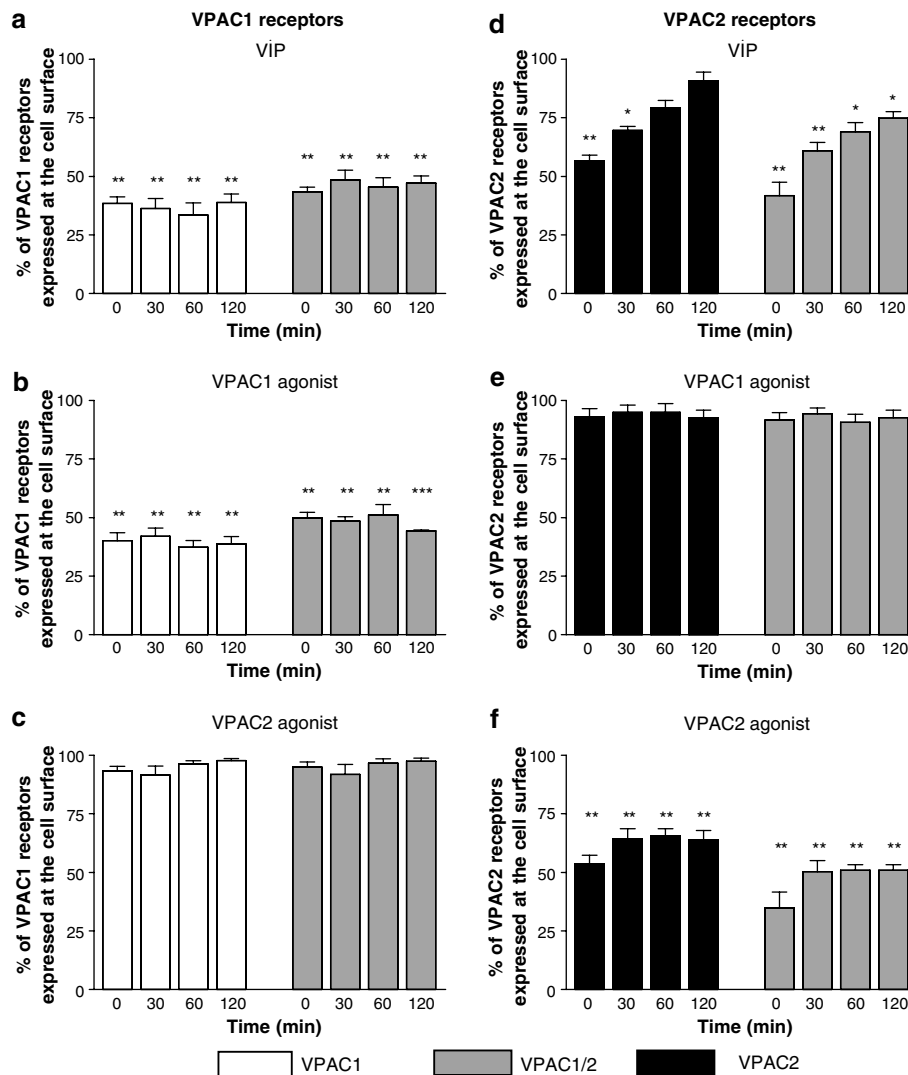 a
VPAC1 receptors
VİP
% of VPAC1 receptors
expressed at the cell surface
100
75
50
25
0
** ** ** **
** ** ** **
0 30 60 120 0 30 60 120
Time (min)
b
VPAC1 agonist
% of VPAC1 receptors
expressed at the cell surface
100
75
50
25
0
** ** ** **
** ** ** ***
0 30 60 120 0 30 60 120
Time (min)
c
VPAC2 agonist
% of VPAC1 receptors
expressed at the cell surface
100
75
50
25
0
0 30 60 120 0 30 60 120
Time (min)
d
VPAC2 receptors
VİP
% of VPAC2 receptors
expressed at the cell surface
100
75
50
25
0
** *
** ** * *
0 30 60 120 0 30 60 120
Time (min)
e
VPAC1 agonist
% of VPAC2 receptors
expressed at the cell surface
100
75
50
25
0
0 30 60 120 0 30 60 120
Time (min)
f
VPAC2 agonist
% of VPAC2 receptors
expressed at the cell surface
100
75
50
25
0
** ** ** **
** ** ** **
0 30 60 120 0 30 60 120
Time (min)
VPAC1 VPAC1/2 VPAC2